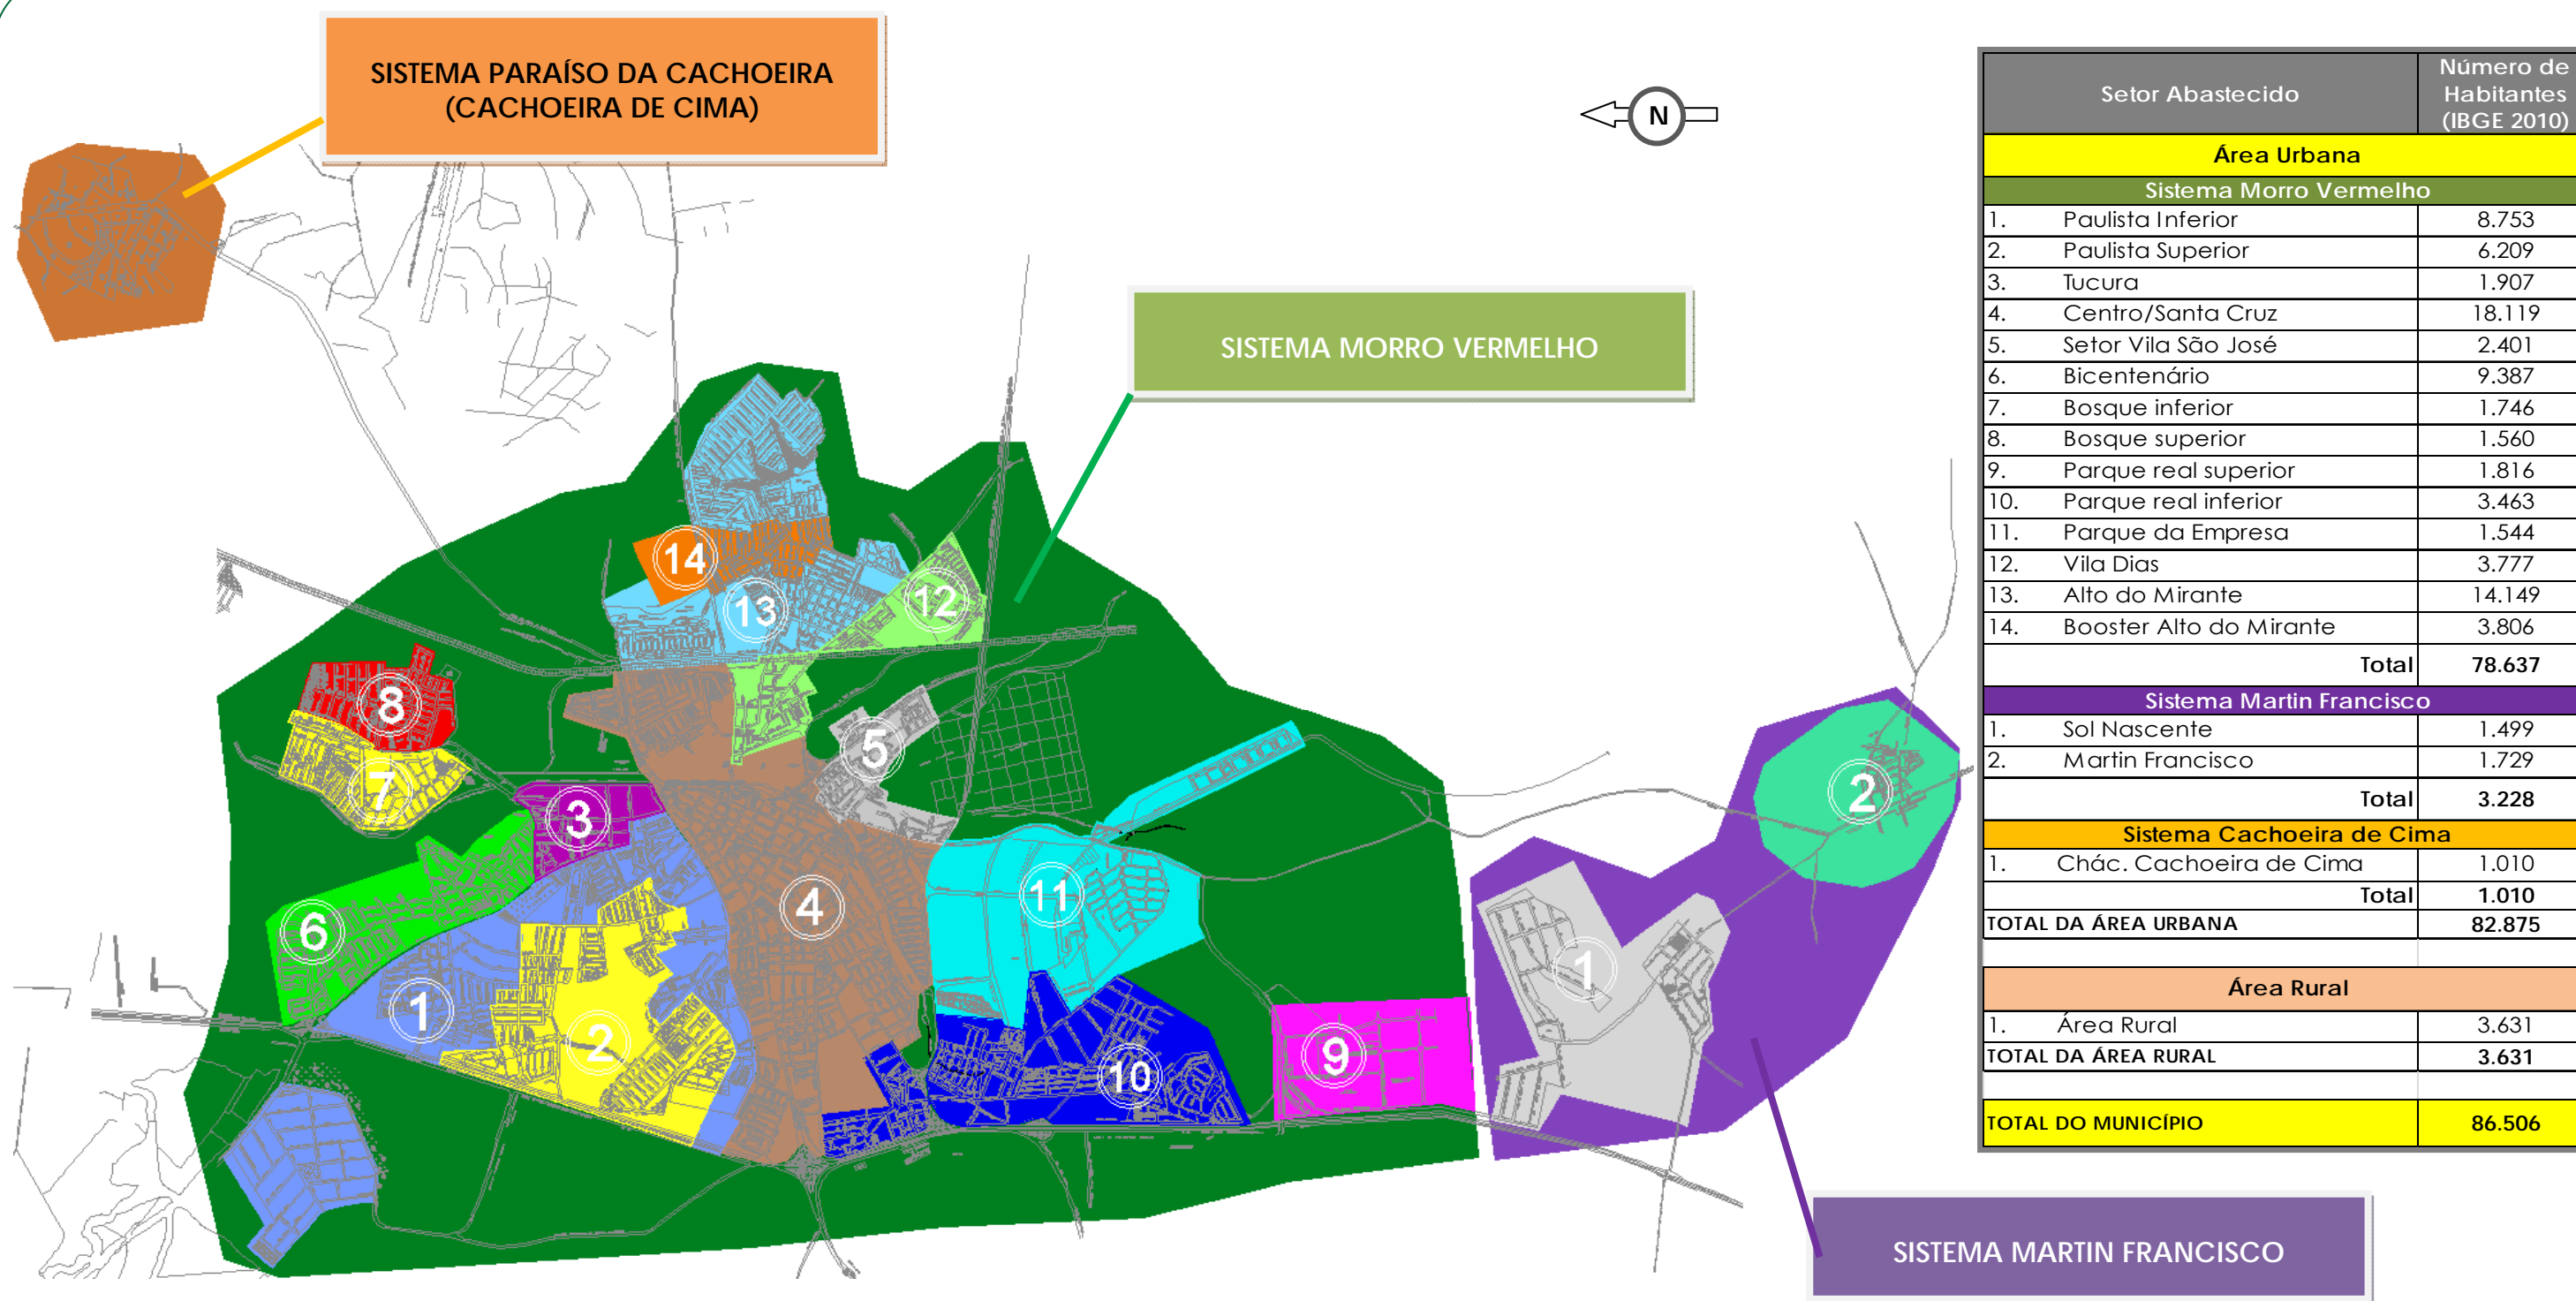 SISTEMA PARAÍSO DA CACHOEIRA
(CACHOEIRA DE CIMA)
N
SISTEMA MORRO VERMELHO
14
13
12
8
7
5
3
6
4
11
1
2
10
9
1
2
SISTEMA MARTIN FRANCISCO
Setor Abastecido Número de
Habitantes
(IBGE 2010)
Área Urbana
Sistema Morro Vermelho
1. Paulista Inferior 8.753
2. Paulista Superior 6.209
3. Tucura 1.907
4. Centro/Santa Cruz 18.119
5. Setor Vila São José 2.401
6. Bicentenário 9.387
7. Bosque inferior 1.746
8. Bosque superior 1.560
9. Parque real superior 1.816
10. Parque real inferior 3.463
11. Parque da Empresa 1.544
12. Vila Dias 3.777
13. Alto do Mirante 14.149
14. Booster Alto do Mirante 3.806
Total 78.637
Sistema Martin Francisco
1. Sol Nascente 1.499
2. Martin Francisco 1.729
Total 3.228
Sistema Cachoeira de Cima
1. Chác. Cachoeira de Cima 1.010
Total 1.010
TOTAL DA ÁREA URBANA 82.875
Área Rural
1. Área Rural 3.631
TOTAL DA ÁREA RURAL 3.631
TOTAL DO MUNICÍPIO 86.506